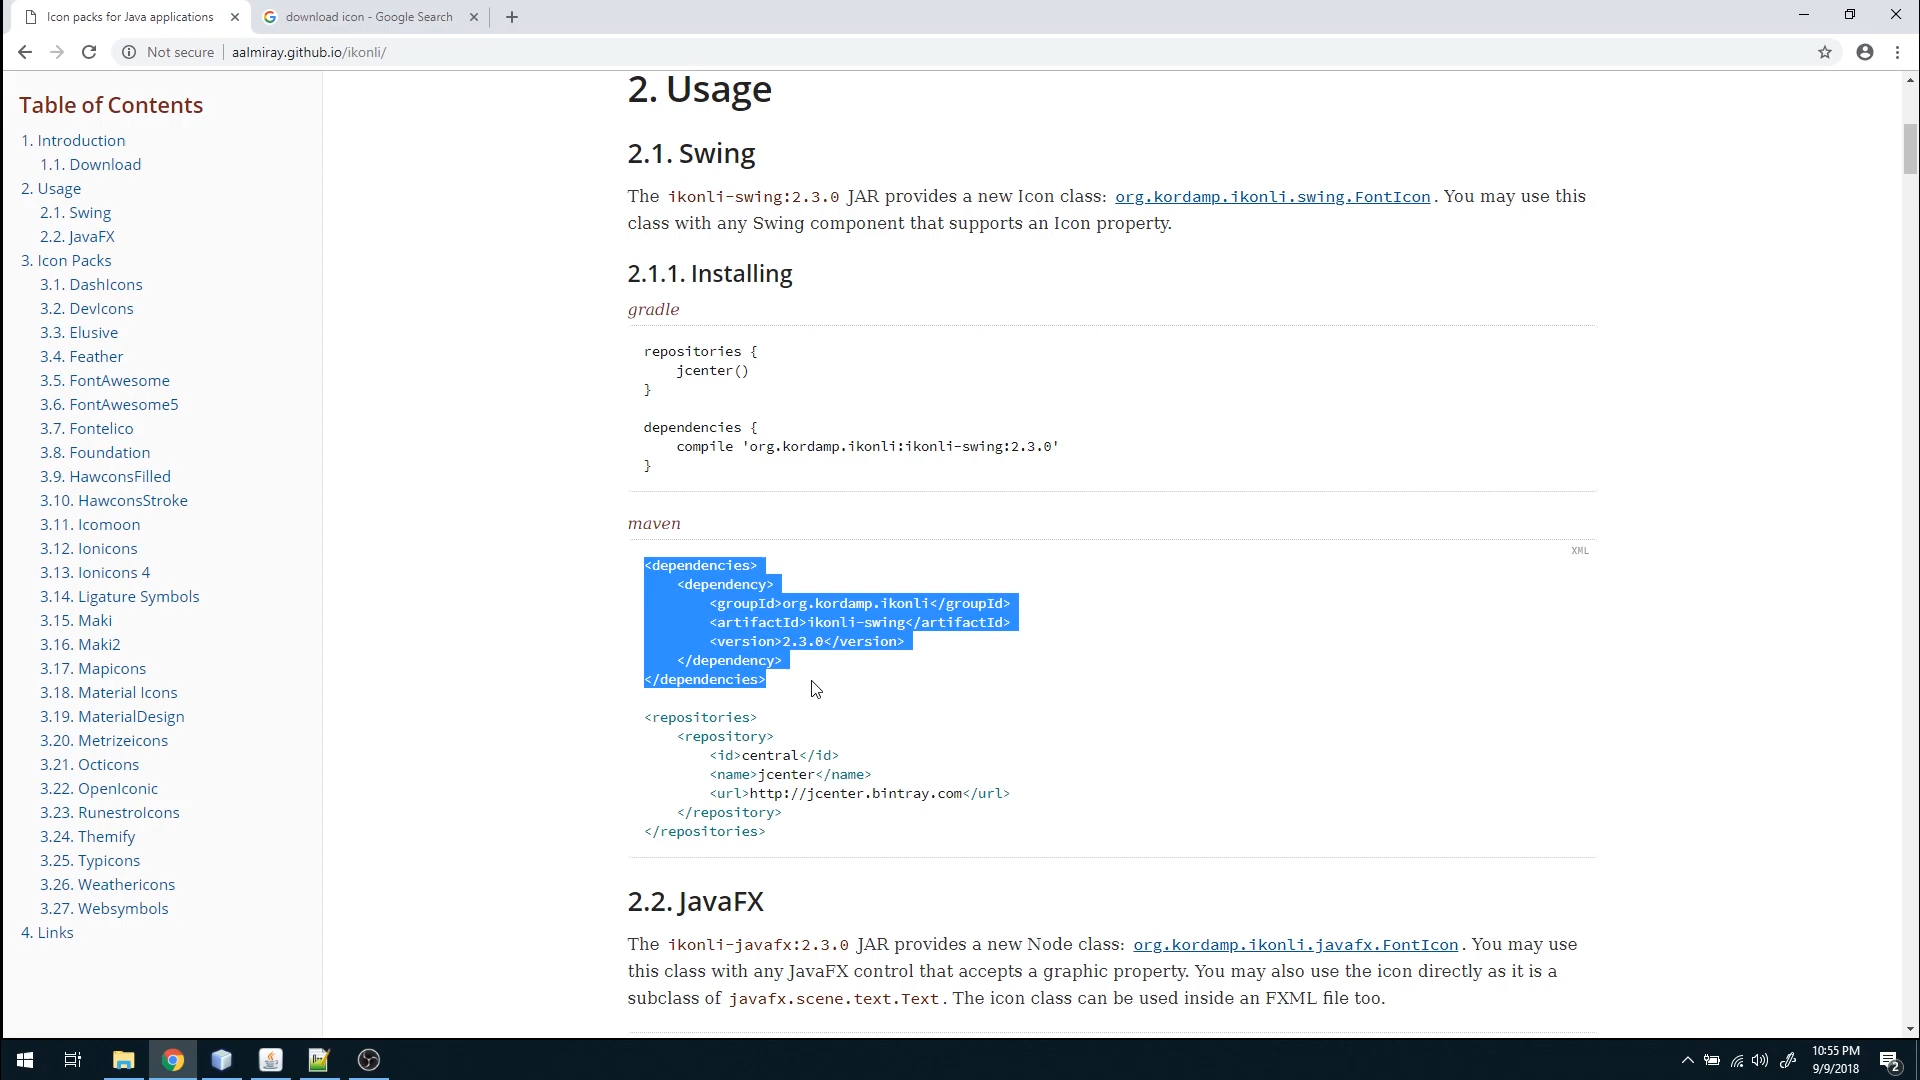 Icon packs for Java applications
download icon - Google Search
Not secure
aalmiray.github.io/ikonli/
Table of Contents
1. Introduction
1.1. Download
2. Usage
2.1. Swing
2.2. JavaFX
3. Icon Packs
3.1. DashIcons
3.2. DevIcons
3.3. Elusive
3.4. Feather
3.5. FontAwesome
3.6. FontAwesome5
3.7. Fontelico
3.8. Foundation
3.9. HawconsFilled
3.10. HawconsStroke
3.11. Icomoon
3.12. Ionicons
3.13. Ionicons 4
3.14. Ligature Symbols
3.15. Maki
3.16. Maki2
3.17. Mapicons
3.18. Material Icons
3.19. MaterialDesign
3.20. Metrizeicons
3.21. Octicons
3.22. OpenIconic
3.23. RunestroIcons
3.24. Themify
3.25. Typicons
3.26. Weathericons
3.27. Websymbols
4. Links
2. Usage
2.1. Swing
The ikonli-swing:2.3.0 JAR provides a new Icon class: org.kordamp.ikonli.swing.FontIcon. You may use this
class with any Swing component that supports an Icon property.
2.1.1. Installing
gradle
repositories {
jcenter()
}
dependencies {
compile 'org.kordamp.ikonli:ikonli-swing:2.3.0'
}
maven
XML
<dependencies>
<dependency>
<groupId>org.kordamp.ikonli</groupId>
<artifactId>ikonli-swing</artifactId>
<version>2.3.0</version>
</dependency>
</dependencies>
<repositories>
<repository>
<id>central</id>
<name>jcenter</name>
<url>http://jcenter.bintray.com</url>
</repository>
</repositories>
2.2. JavaFX
The ikonli-javafx:2.3.0 JAR provides a new Node class: org.kordamp.ikonli.javafx.FontIcon. You may use
this class with any JavaFX control that accepts a graphic property. You may also use the icon directly as it is a
subclass of javafx.scene.text.Text. The icon class can be used inside an FXML file too.
10:55 PM
9/9/2018
2